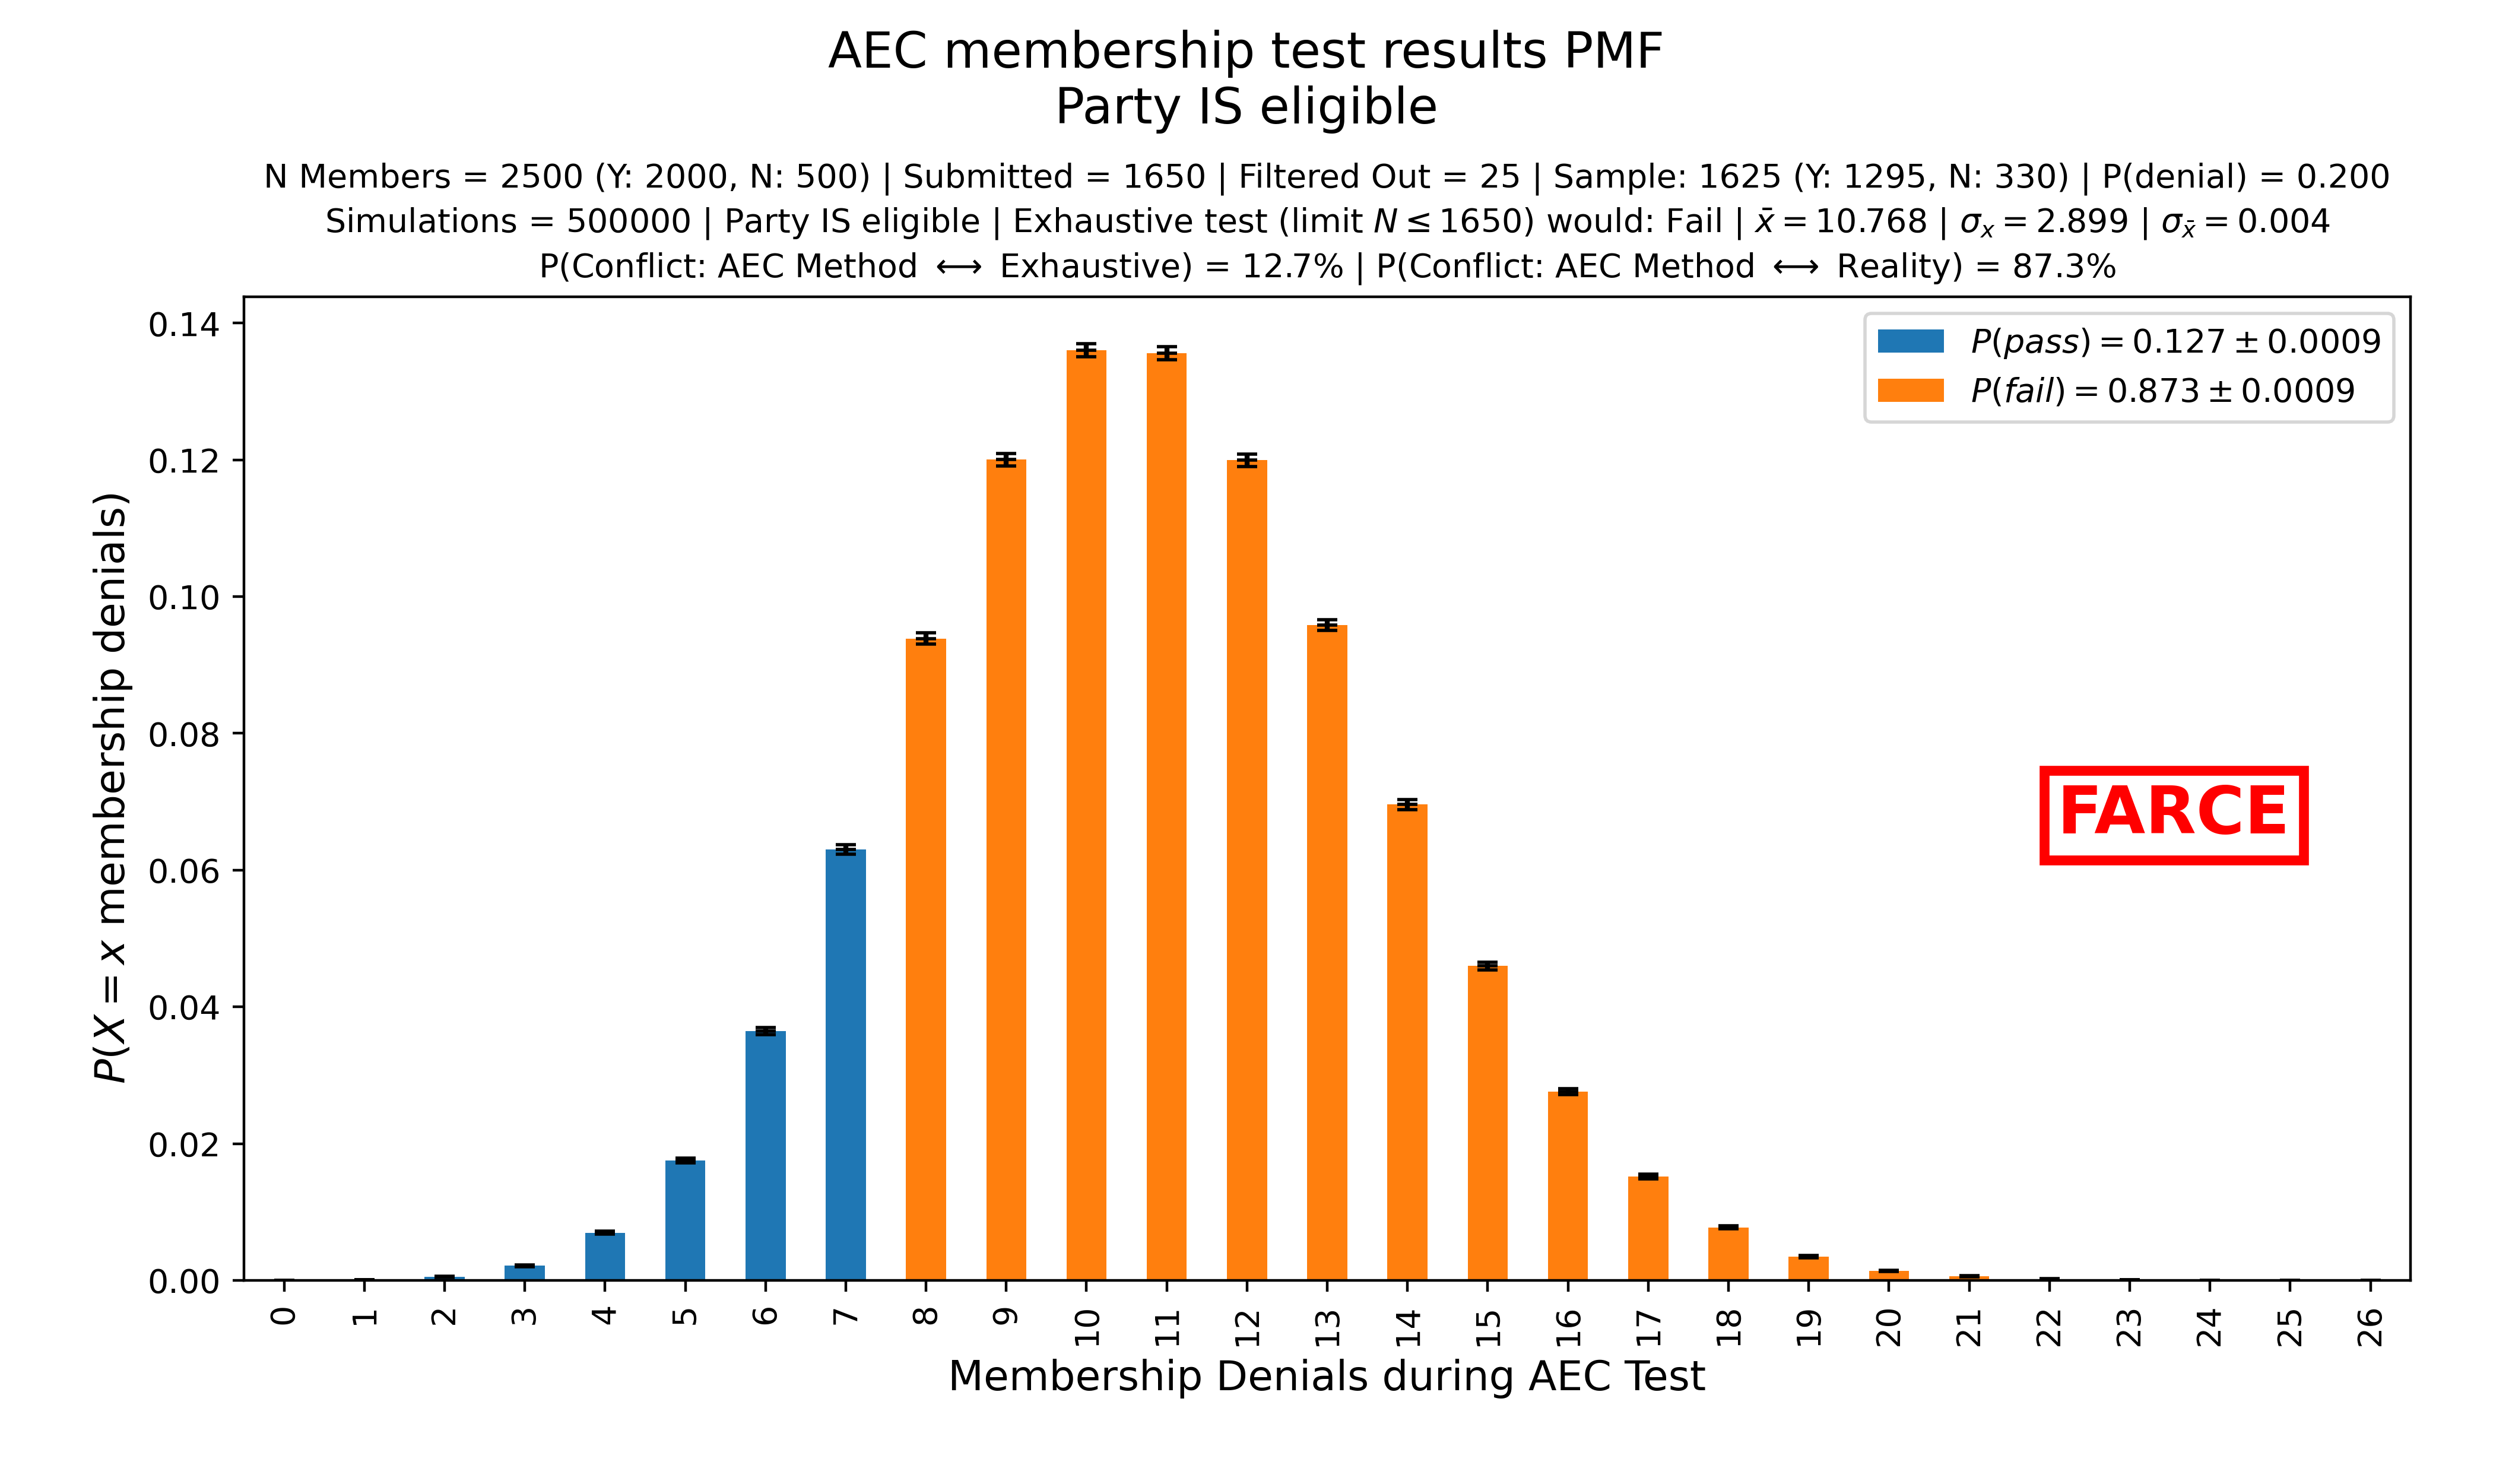 AEC membership test results PMF
Party IS eligible
N Members = 2500 (Y: 2000, N: 500) | Submitted = 1650 | Filtered Out = 25 | Sample: 1625 (Y: 1295, N: 330) | P(denial) = 0.200
Simulations = 500000 | Party IS eligible | Exhaustive test (limit N ≤ 1650) would: Fail | x̄ = 10.768 | σₓ = 2.899 | σ_x̄ = 0.004
P(Conflict: AEC Method ⟷ Exhaustive) = 12.7% | P(Conflict: AEC Method ⟷ Reality) = 87.3%
P(pass) = 0.127 ± 0.0009
P(fail) = 0.873 ± 0.0009
0.14
0.12
0.10
0.08
0.06
0.04
0.02
0.00
P(X = x membership denials)
FARCE
0 1 2 3 4 5 6 7 8 9 10 11 12 13 14 15 16 17 18 19 20 21 22 23 24 25 26
Membership Denials during AEC Test